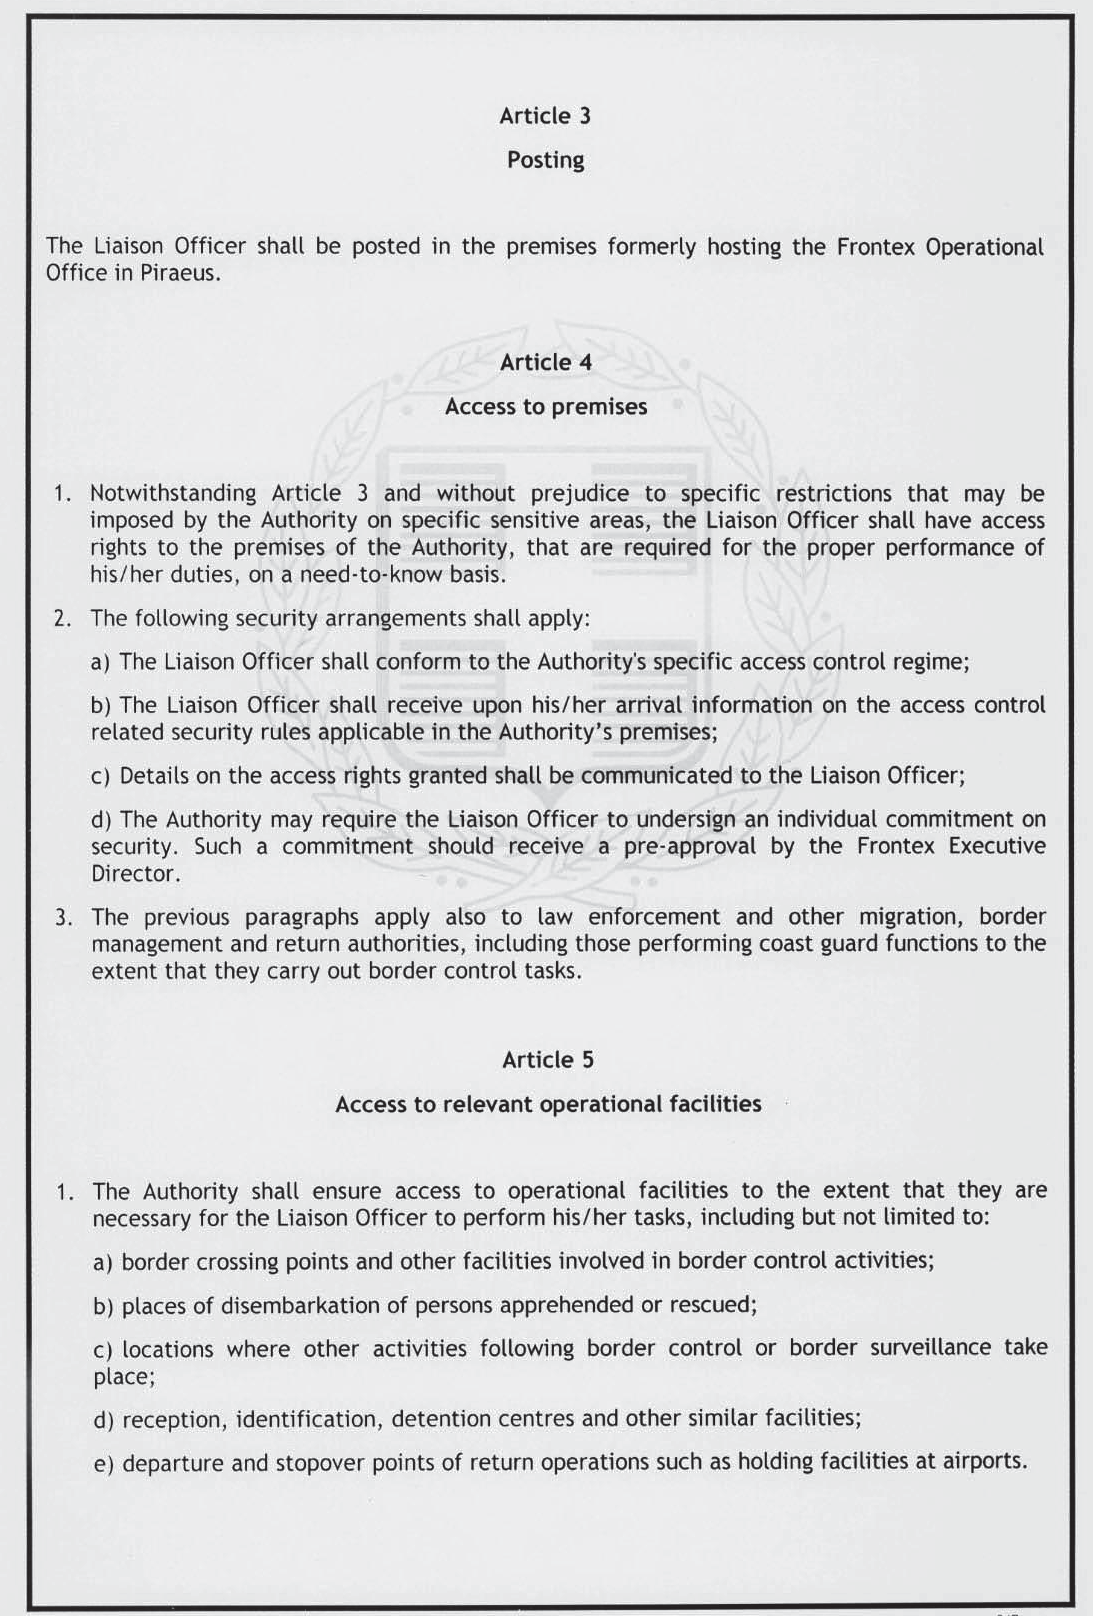 Article 3
Posting
The Liaison Officer shall be posted in the premises formerly hosting the Frontex Operational
Office in Piraeus.
Article 4
Access to premises
1. Notwithstanding Article 3 and without prejudice to specific restrictions that may be
imposed by the Authority on specific sensitive areas, the Liaison Officer shall have access
rights to the premises of the Authority, that are required for the proper performance of
his/her duties, on a need-to-know basis.
2. The following security arrangements shall apply:
a) The Liaison Officer shall conform to the Authority's specific access control regime;
b) The Liaison Officer shall receive upon his/her arrival information on the access control
related security rules applicable in the Authority’s premises;
c) Details on the access rights granted shall be communicated to the Liaison Officer;
d) The Authority may require the Liaison Officer to undersign an individual commitment on
security. Such a commitment should receive a pre-approval by the Frontex Executive
Director.
3. The previous paragraphs apply also to law enforcement and other migration, border
management and return authorities, including those performing coast guard functions to the
extent that they carry out border control tasks.
Article 5
Access to relevant operational facilities
1. The Authority shall ensure access to operational facilities to the extent that they are
necessary for the Liaison Officer to perform his/her tasks, including but not limited to:
a) border crossing points and other facilities involved in border control activities;
b) places of disembarkation of persons apprehended or rescued;
c) locations where other activities following border control or border surveillance take
place;
d) reception, identification, detention centres and other similar facilities;
e) departure and stopover points of return operations such as holding facilities at airports.